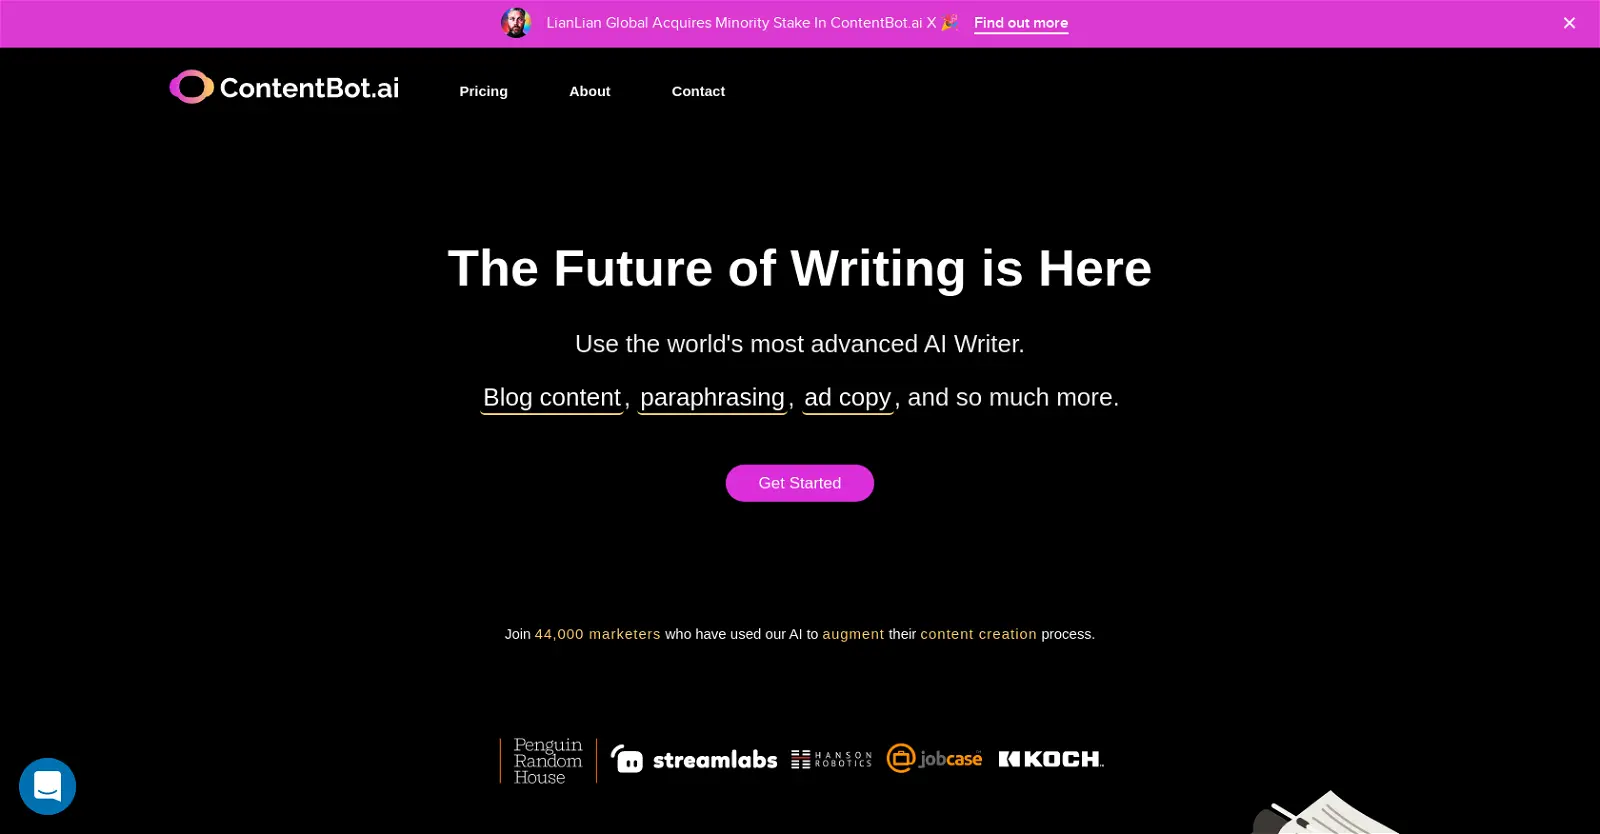 LianLian Global Acquires Minority Stake In ContentBot.ai X 🎉 Find out more
ContentBot.ai Pricing About Contact
The Future of Writing is Here
Use the world's most advanced AI Writer.
Blog content, paraphrasing, ad copy, and so much more.
Get Started
Join 44,000 marketers who have used our AI to augment their content creation process.
Penguin
Random
House
streamlabs
HANSON
ROBOTICS
jobcase
KOCH